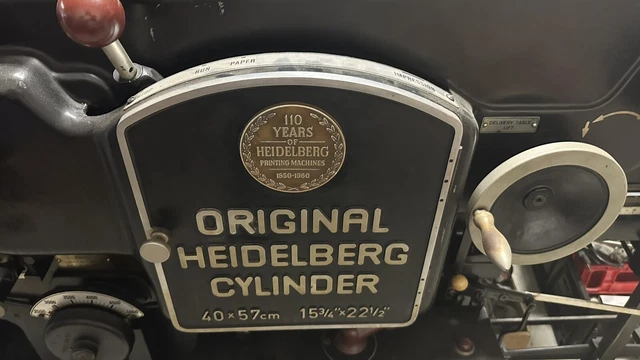 RUN PAPER IMPRESSION
DELIVERY TABLE
LIFT
110
YEARS
OF
HEIDELBERG
PRINTING MACHINES
1850-1960
ORIGINAL
HEIDELBERG
CYLINDER
40×57cm 15¾"×22½"